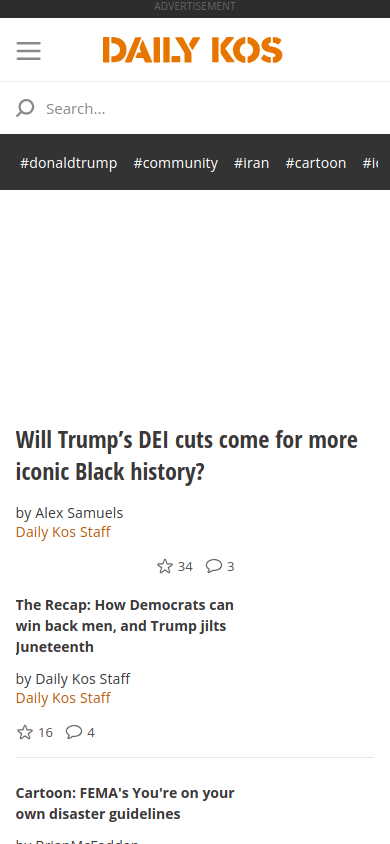 ADVERTISEMENT
DAILY KOS
Search...
#donaldtrump #community #iran #cartoon
Will Trump’s DEI cuts come for more
iconic Black history?
by Alex Samuels
Daily Kos Staff
34 3
The Recap: How Democrats can
win back men, and Trump jilts
Juneteenth
by Daily Kos Staff
Daily Kos Staff
16 4
Cartoon: FEMA's You're on your
own disaster guidelines
by BrianMcFadden